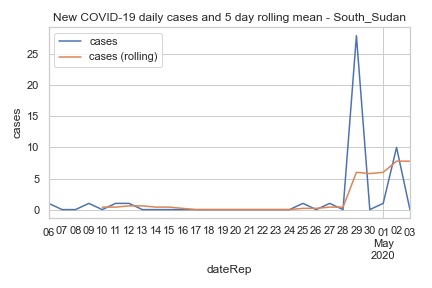 New COVID-19 daily cases and 5 day rolling mean - South_Sudan
cases
cases (rolling)
25
20
15
10
5
0
cases
06 07 08 09 10 11 12 13 14 15 16 17 18 19 20 21 22 23 24 25 26 27 28 29 30 01 02 03
May
2020
dateRep